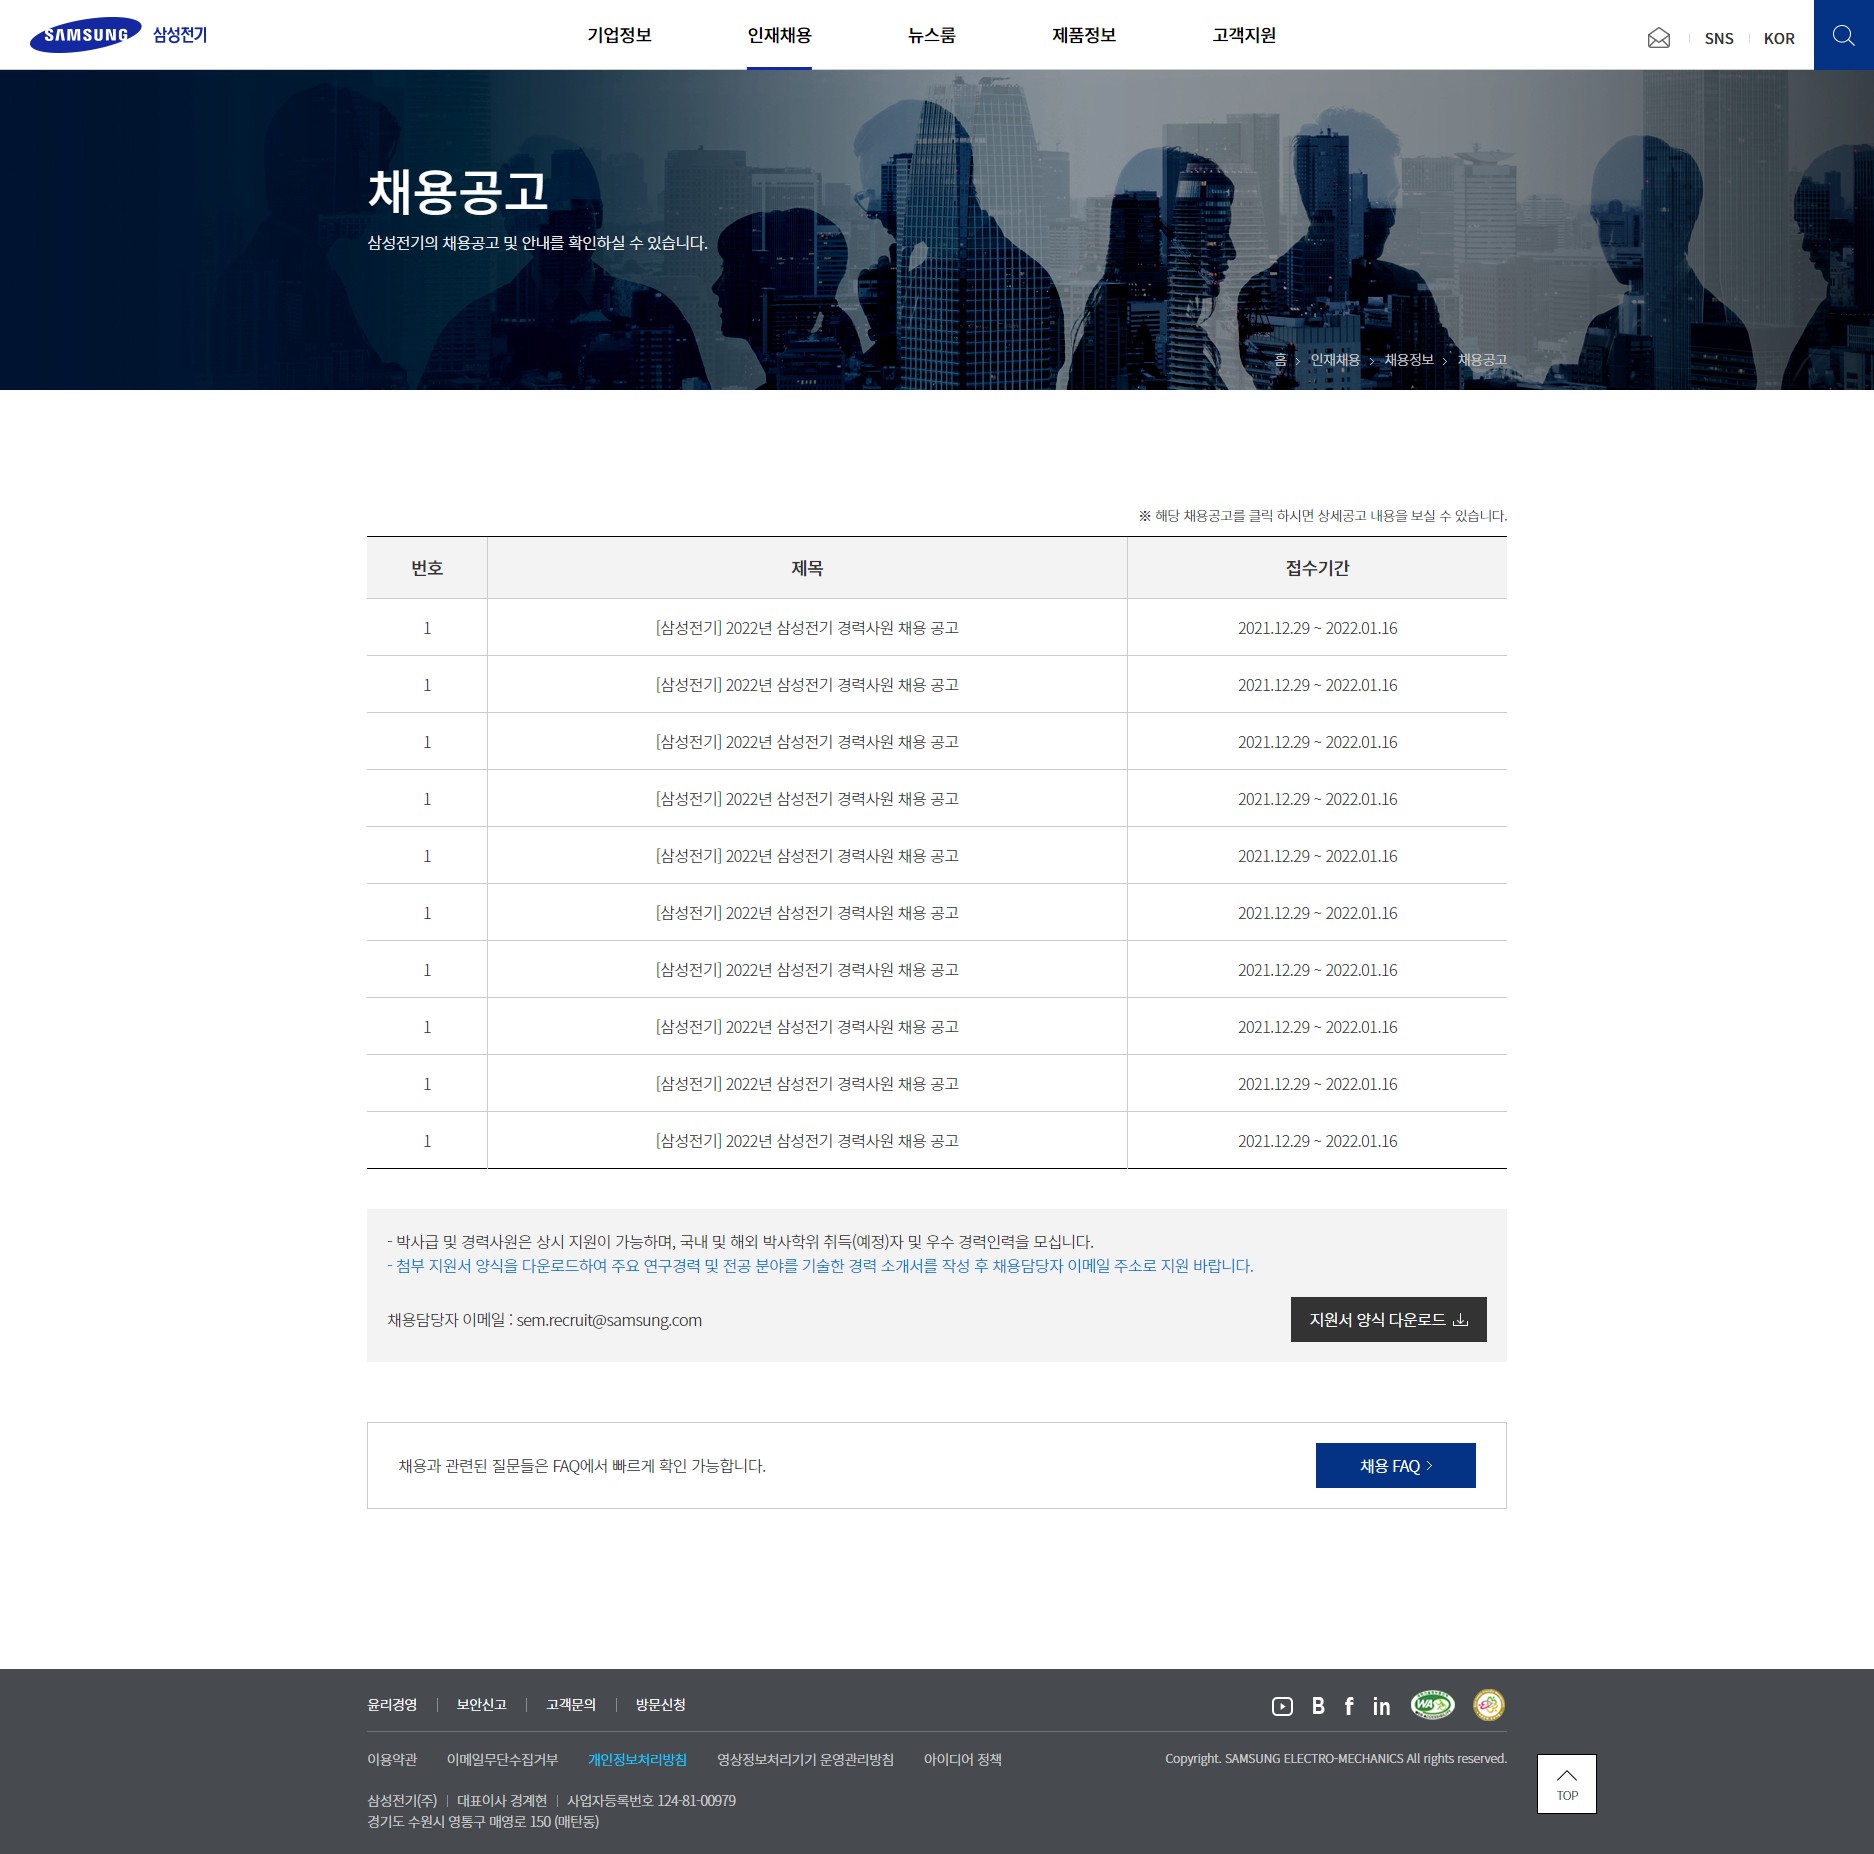 SAMSUNG 삼성전기
기업정보 인재채용 뉴스룸 제품정보 고객지원
SNS KOR
채용공고
삼성전기의 채용공고 및 안내를 확인하실 수 있습니다.
홈 > 인재채용 > 채용정보 > 채용공고
※ 해당 채용공고를 클릭 하시면 상세공고 내용을 보실 수 있습니다.
번호 제목 접수기간
1 [삼성전기] 2022년 삼성전기 경력사원 채용 공고 2021.12.29 ~ 2022.01.16
1 [삼성전기] 2022년 삼성전기 경력사원 채용 공고 2021.12.29 ~ 2022.01.16
1 [삼성전기] 2022년 삼성전기 경력사원 채용 공고 2021.12.29 ~ 2022.01.16
1 [삼성전기] 2022년 삼성전기 경력사원 채용 공고 2021.12.29 ~ 2022.01.16
1 [삼성전기] 2022년 삼성전기 경력사원 채용 공고 2021.12.29 ~ 2022.01.16
1 [삼성전기] 2022년 삼성전기 경력사원 채용 공고 2021.12.29 ~ 2022.01.16
1 [삼성전기] 2022년 삼성전기 경력사원 채용 공고 2021.12.29 ~ 2022.01.16
1 [삼성전기] 2022년 삼성전기 경력사원 채용 공고 2021.12.29 ~ 2022.01.16
1 [삼성전기] 2022년 삼성전기 경력사원 채용 공고 2021.12.29 ~ 2022.01.16
1 [삼성전기] 2022년 삼성전기 경력사원 채용 공고 2021.12.29 ~ 2022.01.16
- 박사급 및 경력사원은 상시 지원이 가능하며, 국내 및 해외 박사학위 취득(예정)자 및 우수 경력인력을 모십니다.
- 첨부 지원서 양식을 다운로드하여 주요 연구경력 및 전공 분야를 기술한 경력 소개서를 작성 후 채용담당자 이메일 주소로 지원 바랍니다.
채용담당자 이메일 : sem.recruit@samsung.com
지원서 양식 다운로드
채용과 관련된 질문들은 FAQ에서 빠르게 확인 가능합니다.
채용 FAQ >
윤리경영 보안신고 고객문의 방문신청
B f in WA
이용약관 이메일무단수집거부 개인정보처리방침 영상정보처리기기 운영관리방침 아이디어 정책
Copyright. SAMSUNG ELECTRO-MECHANICS All rights reserved.
TOP
삼성전기(주) 대표이사 경계현 사업자등록번호 124-81-00979
경기도 수원시 영통구 매영로 150 (매탄동)